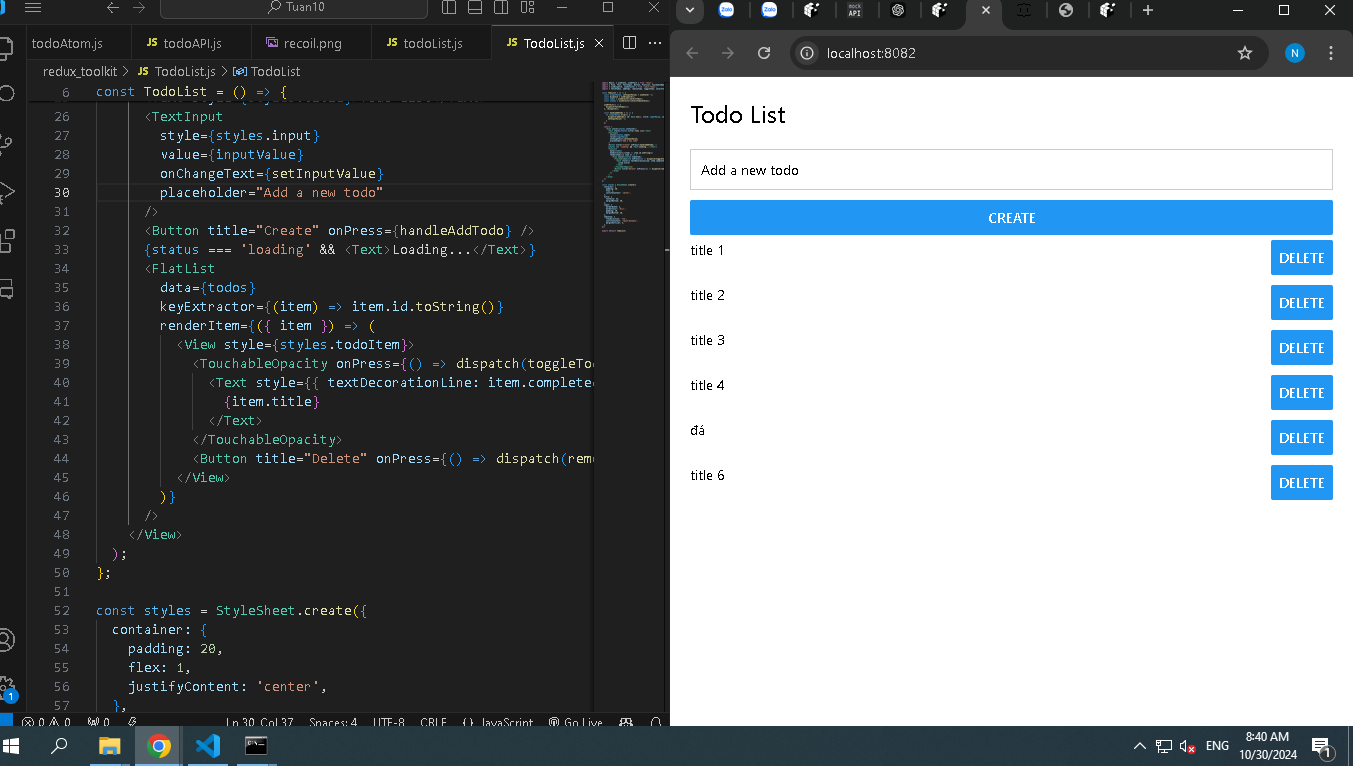 Tuan10
todoAtom.js
JS todoAPI.js
recoil.png
JS todoList.js
JS TodoList.js
redux_toolkit > JS TodoList.js > TodoList
6 const TodoList = () => {
26 <TextInput
27 style={styles.input}
28 value={inputValue}
29 onChangeText={setInputValue}
30 placeholder="Add a new todo"
31 />
32 <Button title="Create" onPress={handleAddTodo} />
33 {status === 'loading' && <Text>Loading...</Text>}
34 <FlatList
35 data={todos}
36 keyExtractor={(item) => item.id.toString()}
37 renderItem={({ item }) => (
38 <View style={styles.todoItem}>
39 <TouchableOpacity onPress={() => dispatch(toggleToc
40 <Text style={{ textDecorationLine: item.complete
41 {item.title}
42 </Text>
43 </TouchableOpacity>
44 <Button title="Delete" onPress={() => dispatch(rem
45 </View>
46 )}
47 />
48 </View>
49 );
50 };
51
52 const styles = StyleSheet.create({
53 container: {
54 padding: 20,
55 flex: 1,
56 justifyContent: 'center',
57 },
0 0 0 Ln 30, Col 37 Spaces: 4 UTF-8 CRLF {} JavaScript Go Live
1
Zalo
Zalo
mock
API
localhost:8082
N
Todo List
Add a new todo
CREATE
title 1 DELETE
title 2 DELETE
title 3 DELETE
title 4 DELETE
đá DELETE
title 6 DELETE
ENG
8:40 AM
10/30/2024
1